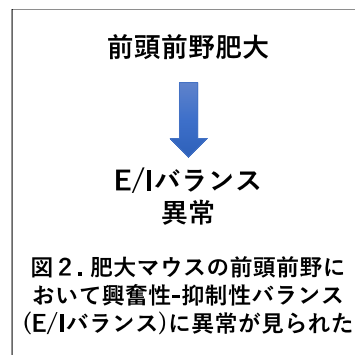 前頭前野肥大
E/Iバランス
異常
図２. 肥大マウスの前頭前野に
おいて興奮性-抑制性バランス
(E/Iバランス)に異常が見られた